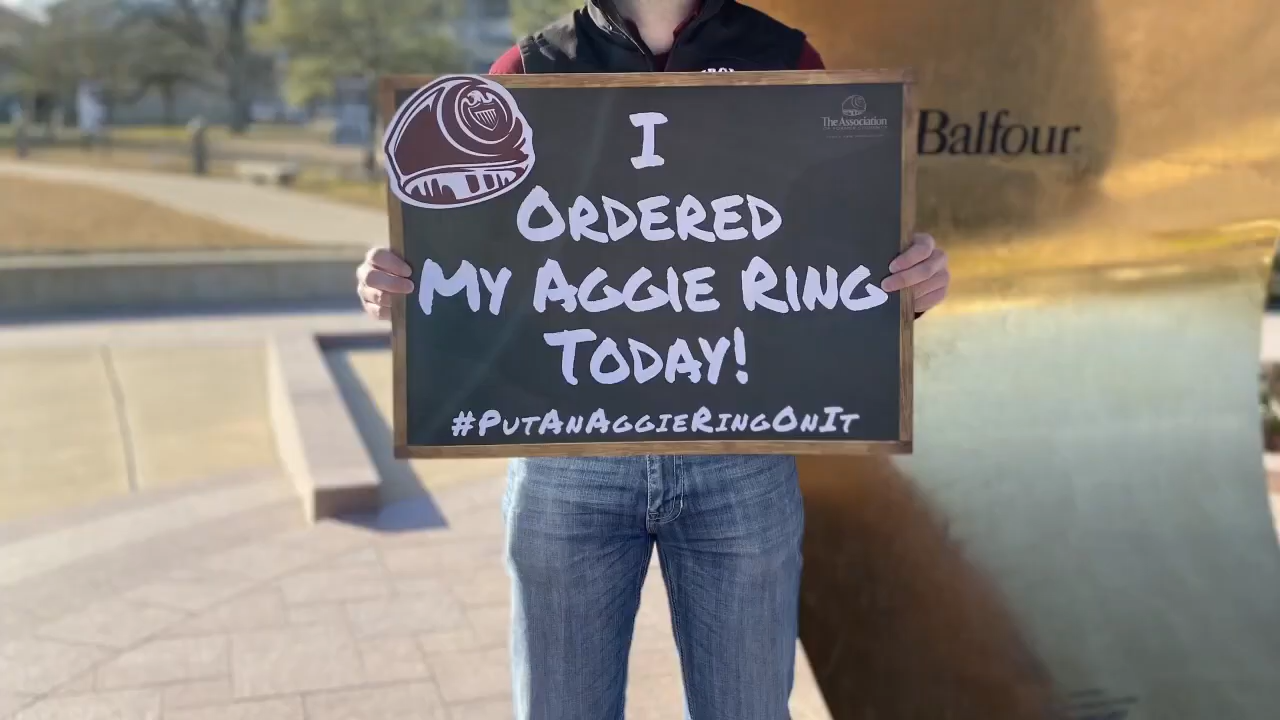 The Association
I
ORDERED
MY AGGIE RING
TODAY!
#PUTANAGGIERINGONIT
Balfour